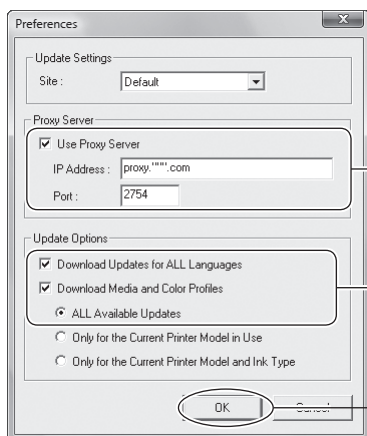 Preferences
x
Update Settings
Site : Default
Proxy Server
Use Proxy Server
IP Address : proxy.""".com
Port : 2754
Update Options
Download Updates for ALL Languages
Download Media and Color Profiles
ALL Available Updates
Only for the Current Printer Model in Use
Only for the Current Printer Model and Ink Type
OK Cancel